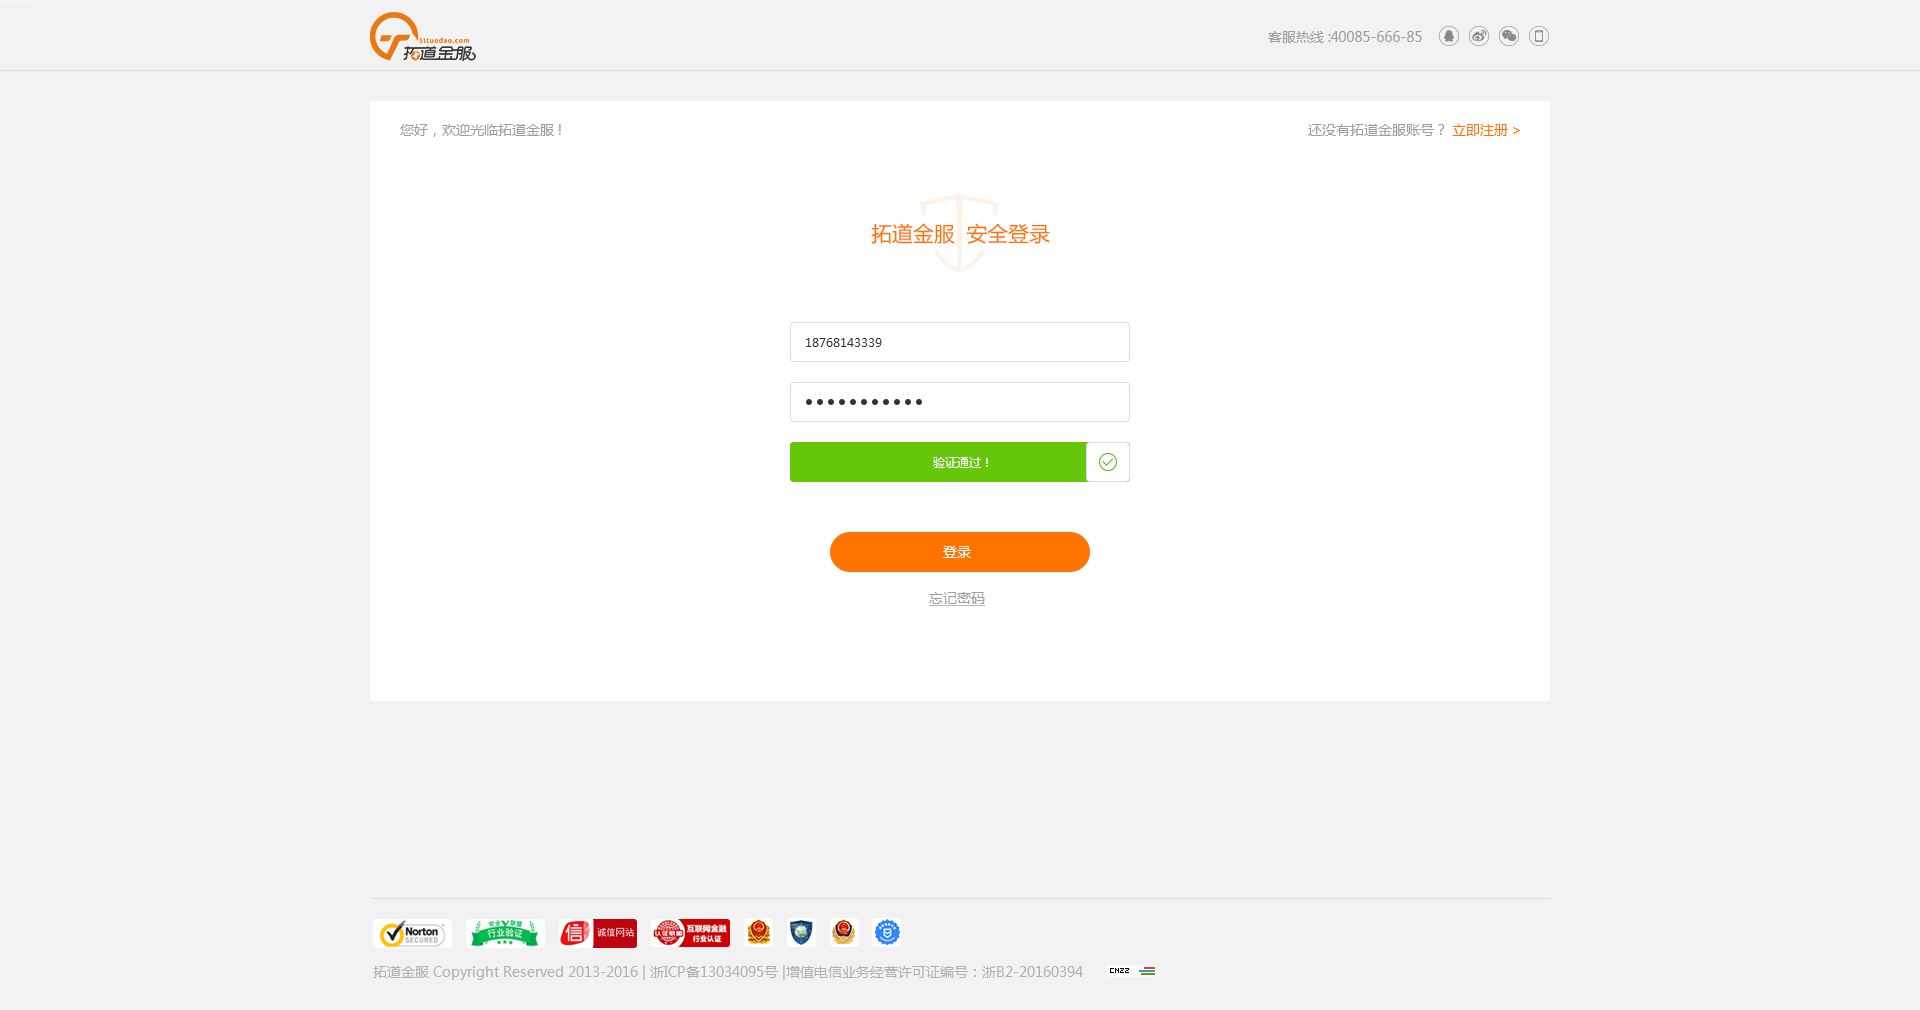 51tuodao.com
拓道金服
客服热线 :40085-666-85
您好，欢迎光临拓道金服！
还没有拓道金服账号？ 立即注册 >
拓道金服 安全登录
18768143339
验证通过！
登录
忘记密码
Norton
SECURED
安全联盟
行业验证
信 诚信网站
互联网金融
行业认证
拓道金服 Copyright Reserved 2013-2016 | 浙ICP备13034095号 |增值电信业务经营许可证编号：浙B2-20160394
CNZZ